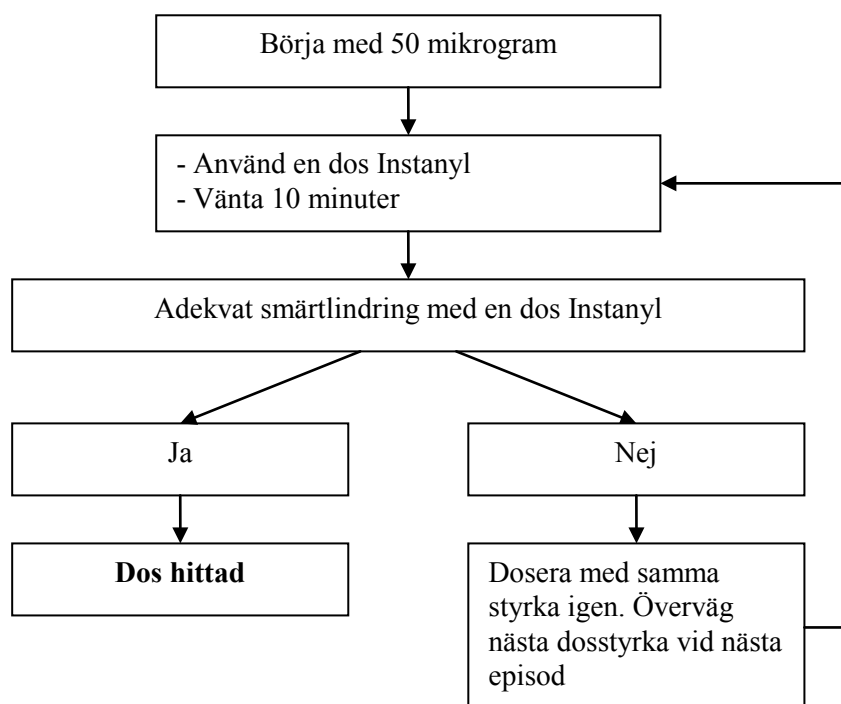 Börja med 50 mikrogram
- Använd en dos Instanyl
- Vänta 10 minuter
Adekvat smärtlindring med en dos Instanyl
Ja
Nej
Dos hittad
Dosera med samma
styrka igen. Överväg
nästa dosstyrka vid nästa
episod